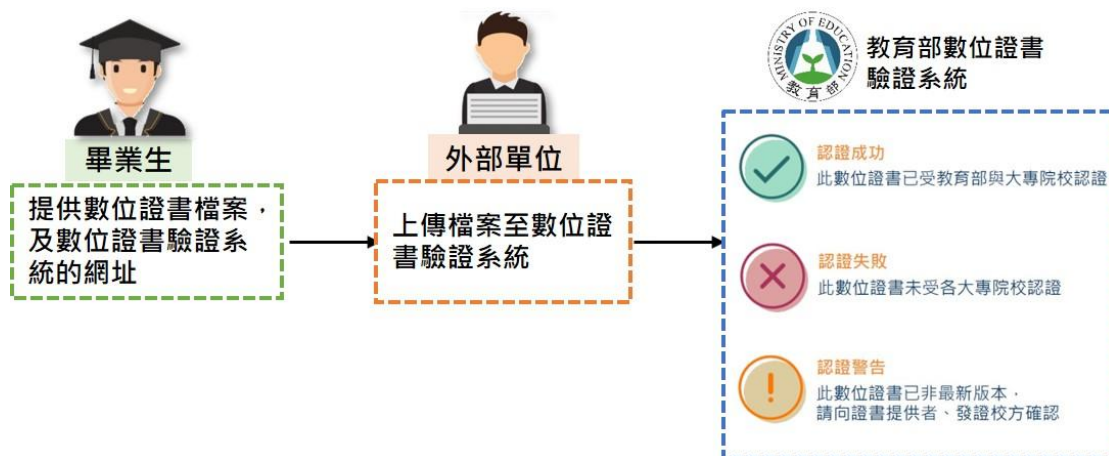 畢業生
提供數位證書檔案，
及數位證書驗證系
統的網址
外部單位
上傳檔案至數位證
書驗證系統
MINISTRY OF EDUCATION
教育部
教育部數位證書
驗證系統
認證成功
此數位證書已受教育部與大專院校認證
認證失敗
此數位證書未受各大專院校認證
認證警告
此數位證書已非最新版本，
請向證書提供者、發證校方確認